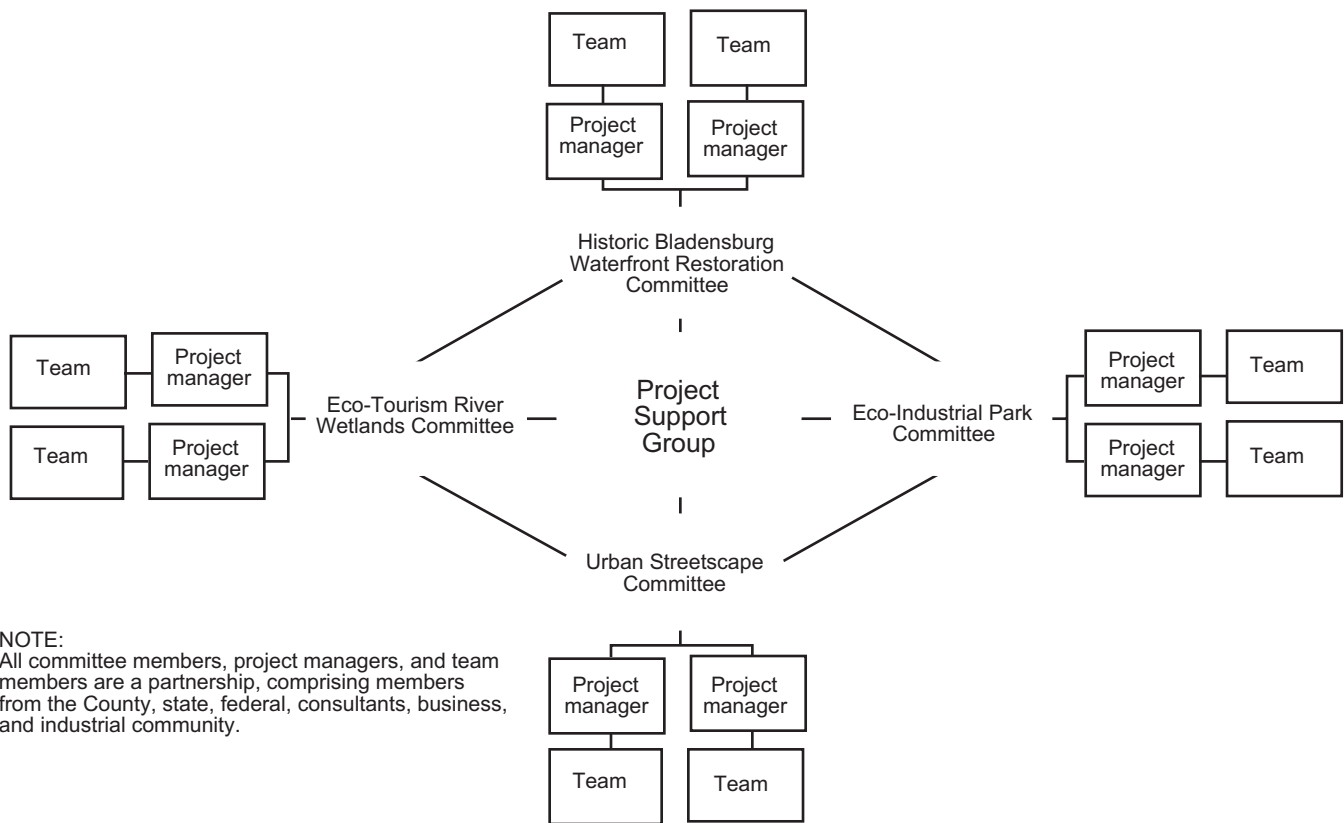 Team
Team
Project
manager
Project
manager
Historic Bladensburg
Waterfront Restoration
Committee
Team
Project
manager
Team
Project
manager
Eco-Tourism River
Wetlands Committee
Project
Support
Group
Eco-Industrial Park
Committee
Project
manager
Team
Project
manager
Team
Urban Streetscape
Committee
NOTE:
All committee members, project managers, and team
members are a partnership, comprising members
from the County, state, federal, consultants, business,
and industrial community.
Project
manager
Project
manager
Team
Team